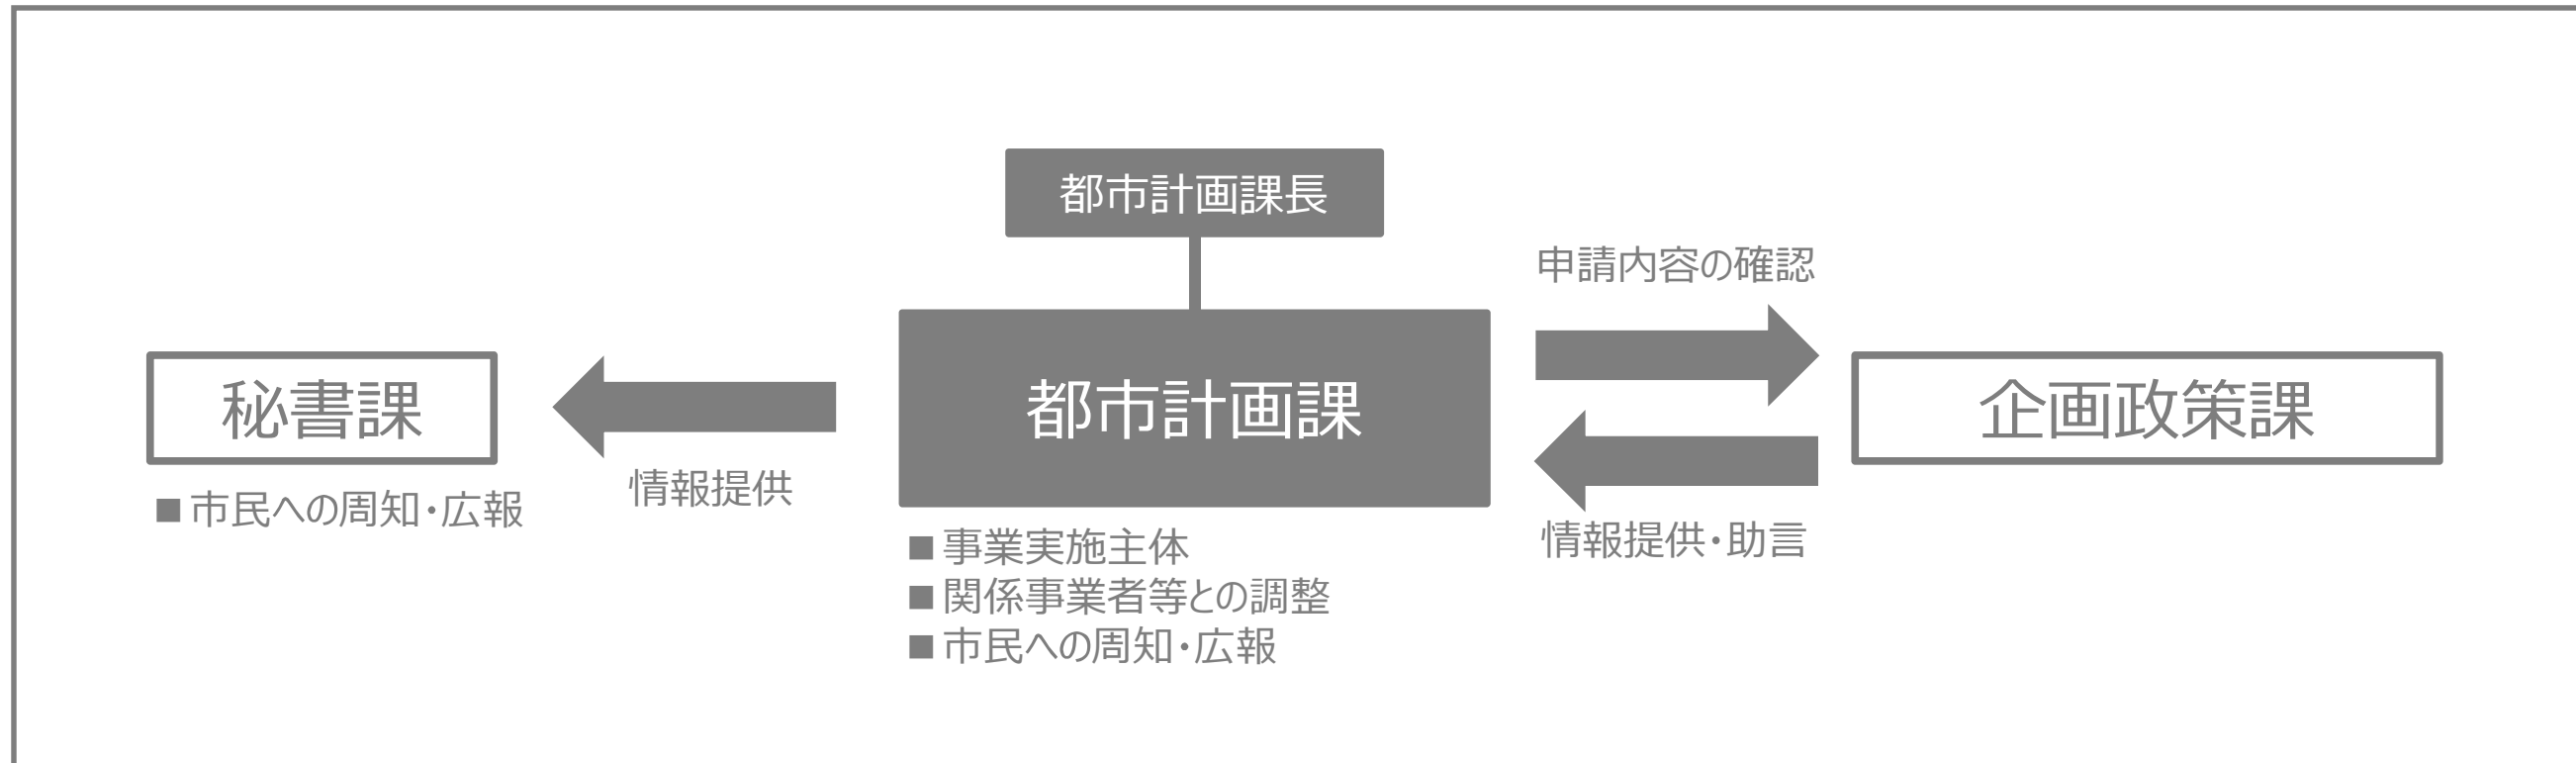 都市計画課長
申請内容の確認
秘書課
都市計画課
企画政策課
情報提供
■ 市民への周知・広報
情報提供・助言
■ 事業実施主体
■ 関係事業者等との調整
■ 市民への周知・広報